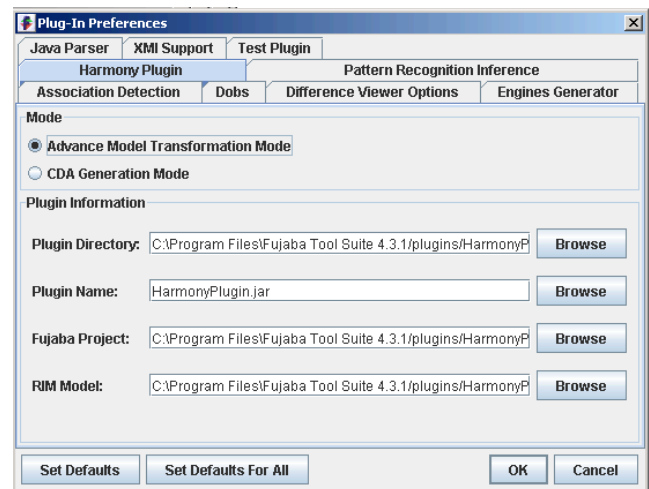 Plug-In Preferences
Java Parser XMI Support Test Plugin
Harmony Plugin Pattern Recognition Inference
Association Detection Dobs Difference Viewer Options Engines Generator
Mode
Advance Model Transformation Mode
CDA Generation Mode
Plugin Information
Plugin Directory: C:\Program Files\Fujaba Tool Suite 4.3.1/plugins/HarmonyP Browse
Plugin Name: HarmonyPlugin.jar Browse
Fujaba Project: C:\Program Files\Fujaba Tool Suite 4.3.1/plugins/HarmonyP Browse
RIM Model: C:\Program Files\Fujaba Tool Suite 4.3.1/plugins/HarmonyP Browse
Set Defaults Set Defaults For All OK Cancel